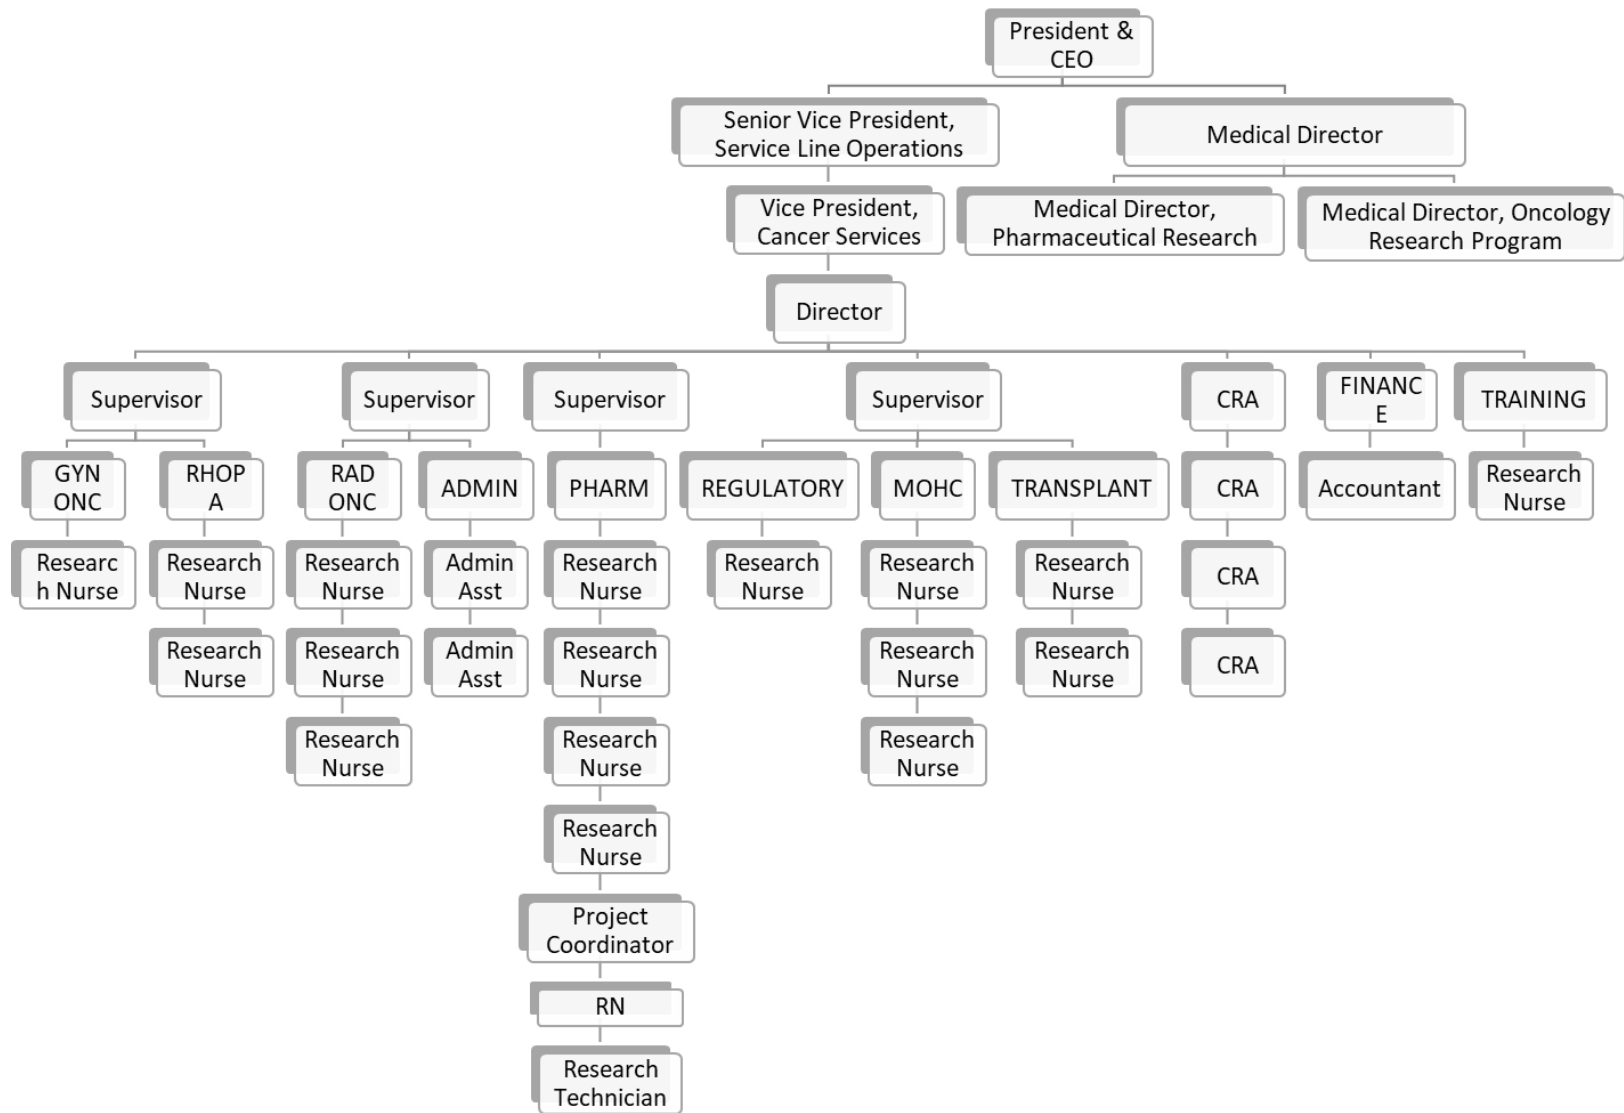 President &
CEO
Senior Vice President,
Service Line Operations
Medical Director
Vice President,
Cancer Services
Medical Director,
Pharmaceutical Research
Medical Director, Oncology
Research Program
Director
Supervisor
Supervisor
Supervisor
Supervisor
CRA
FINANC
E
TRAINING
GYN
ONC
RHOP
A
RAD
ONC
ADMIN
PHARM
REGULATORY
MOHC
TRANSPLANT
CRA
Accountant
Research
Nurse
Researc
h Nurse
Research
Nurse
Research
Nurse
Admin
Asst
Research
Nurse
Research
Nurse
Research
Nurse
Research
Nurse
CRA
Research
Nurse
Research
Nurse
Admin
Asst
Research
Nurse
Research
Nurse
Research
Nurse
CRA
Research
Nurse
Research
Nurse
Research
Nurse
Research
Nurse
Project
Coordinator
RN
Research
Technician